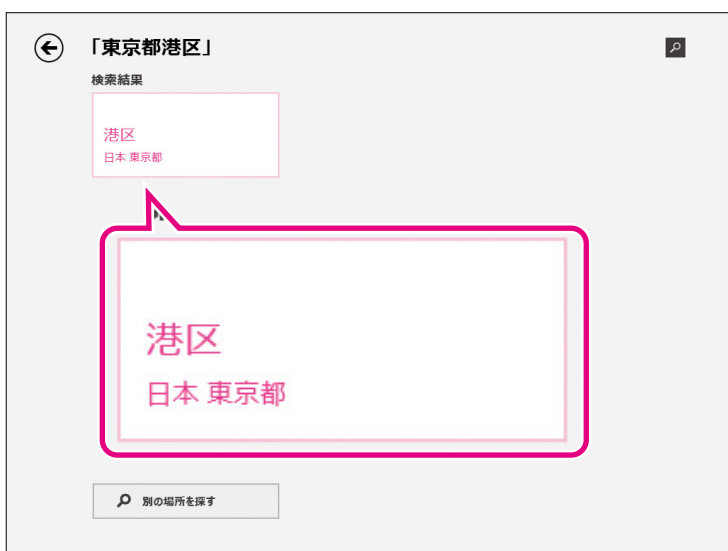 「東京都港区」
検索結果
港区
日本 東京都
港区
日本 東京都
別の場所を探す